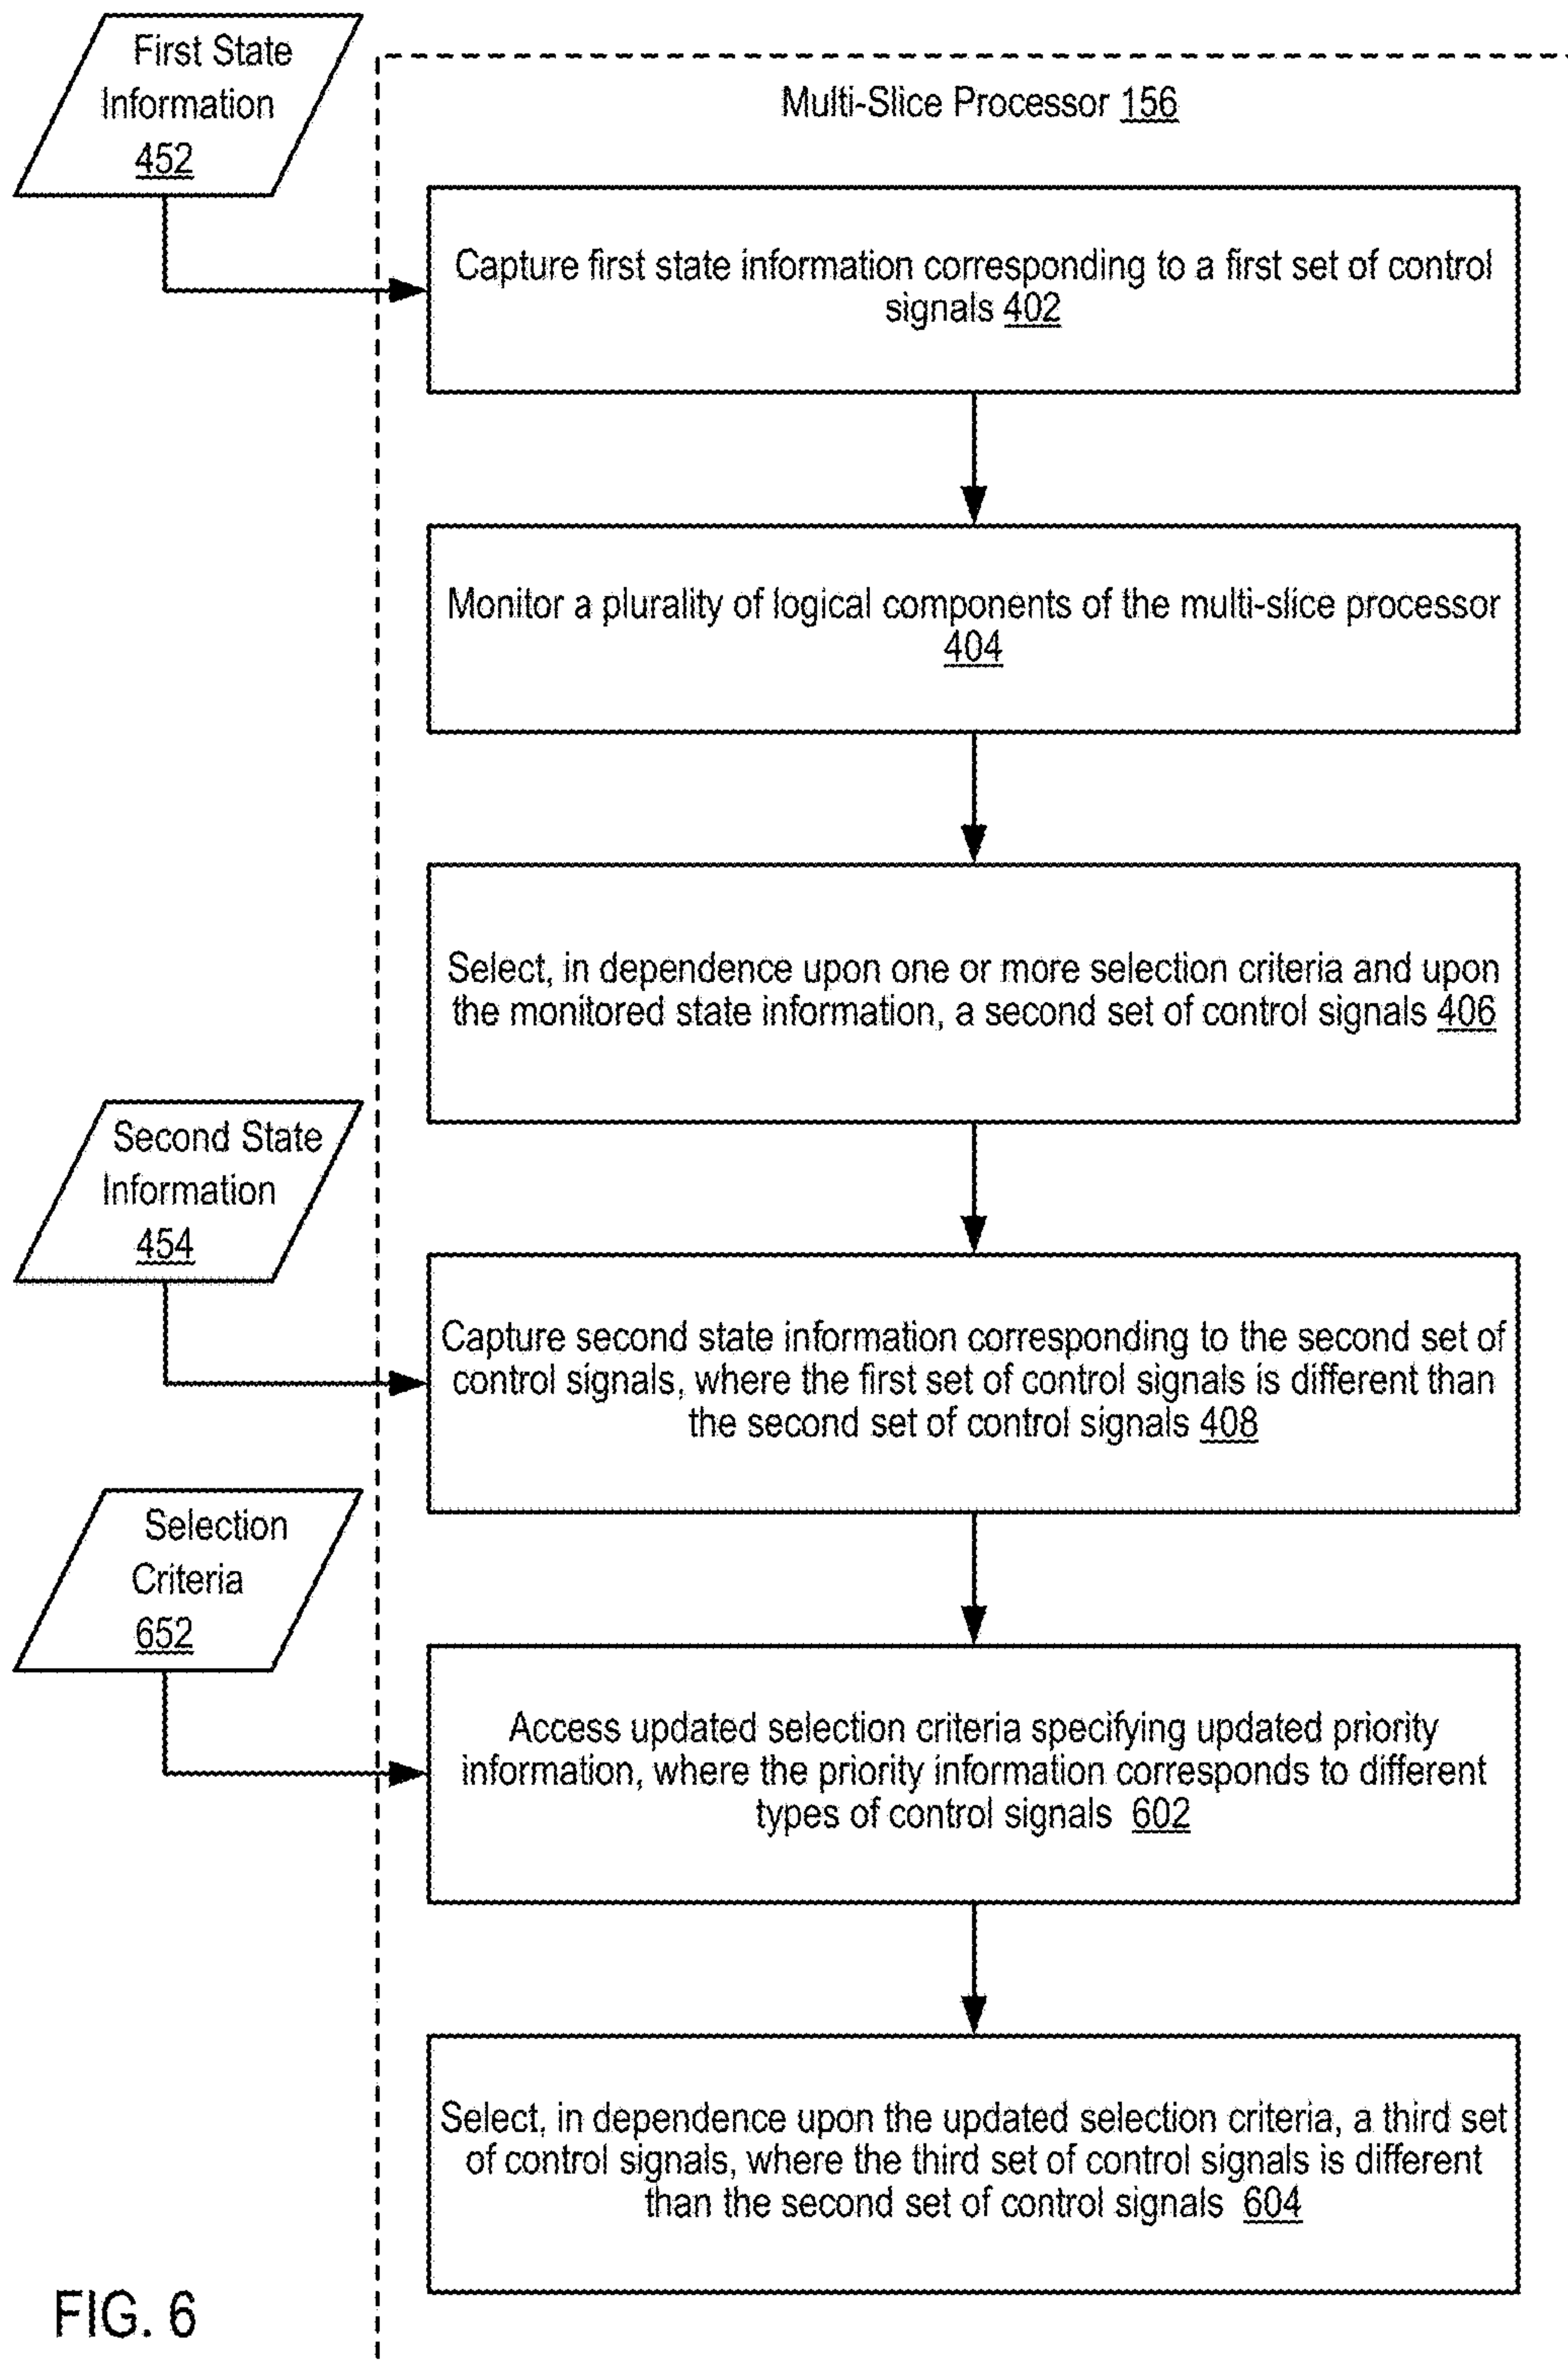 First State
Information
452
Multi-Slice Processor 156
Capture first state information corresponding to a first set of control
signals 402
Monitor a plurality of logical components of the multi-slice processor
404
Select, in dependence upon one or more selection criteria and upon
the monitored state information, a second set of control signals 406
Second State
Information
454
Capture second state information corresponding to the second set of
control signals, where the first set of control signals is different than
the second set of control signals 408
Selection
Criteria
652
Access updated selection criteria specifying updated priority
information, where the priority information corresponds to different
types of control signals 602
Select, in dependence upon the updated selection criteria, a third set
of control signals, where the third set of control signals is different
than the second set of control signals 604
FIG. 6